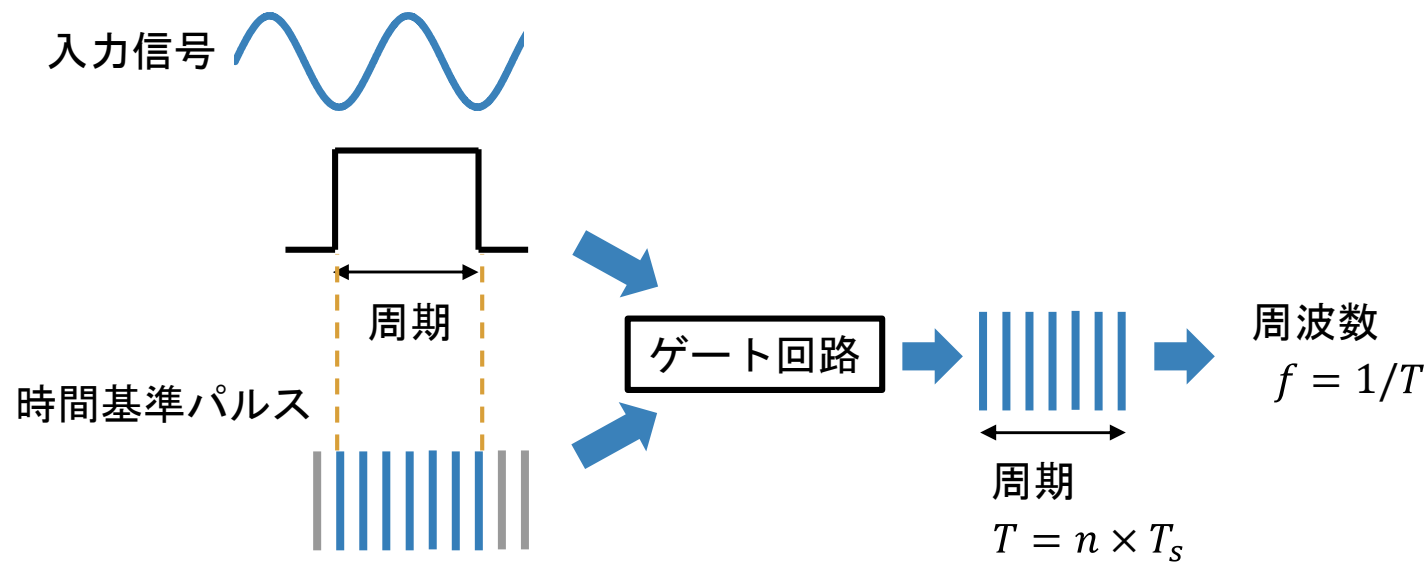 入力信号
周期
時間基準パルス
ゲート回路
周期
T = n × Tₛ
周波数
f = 1/T